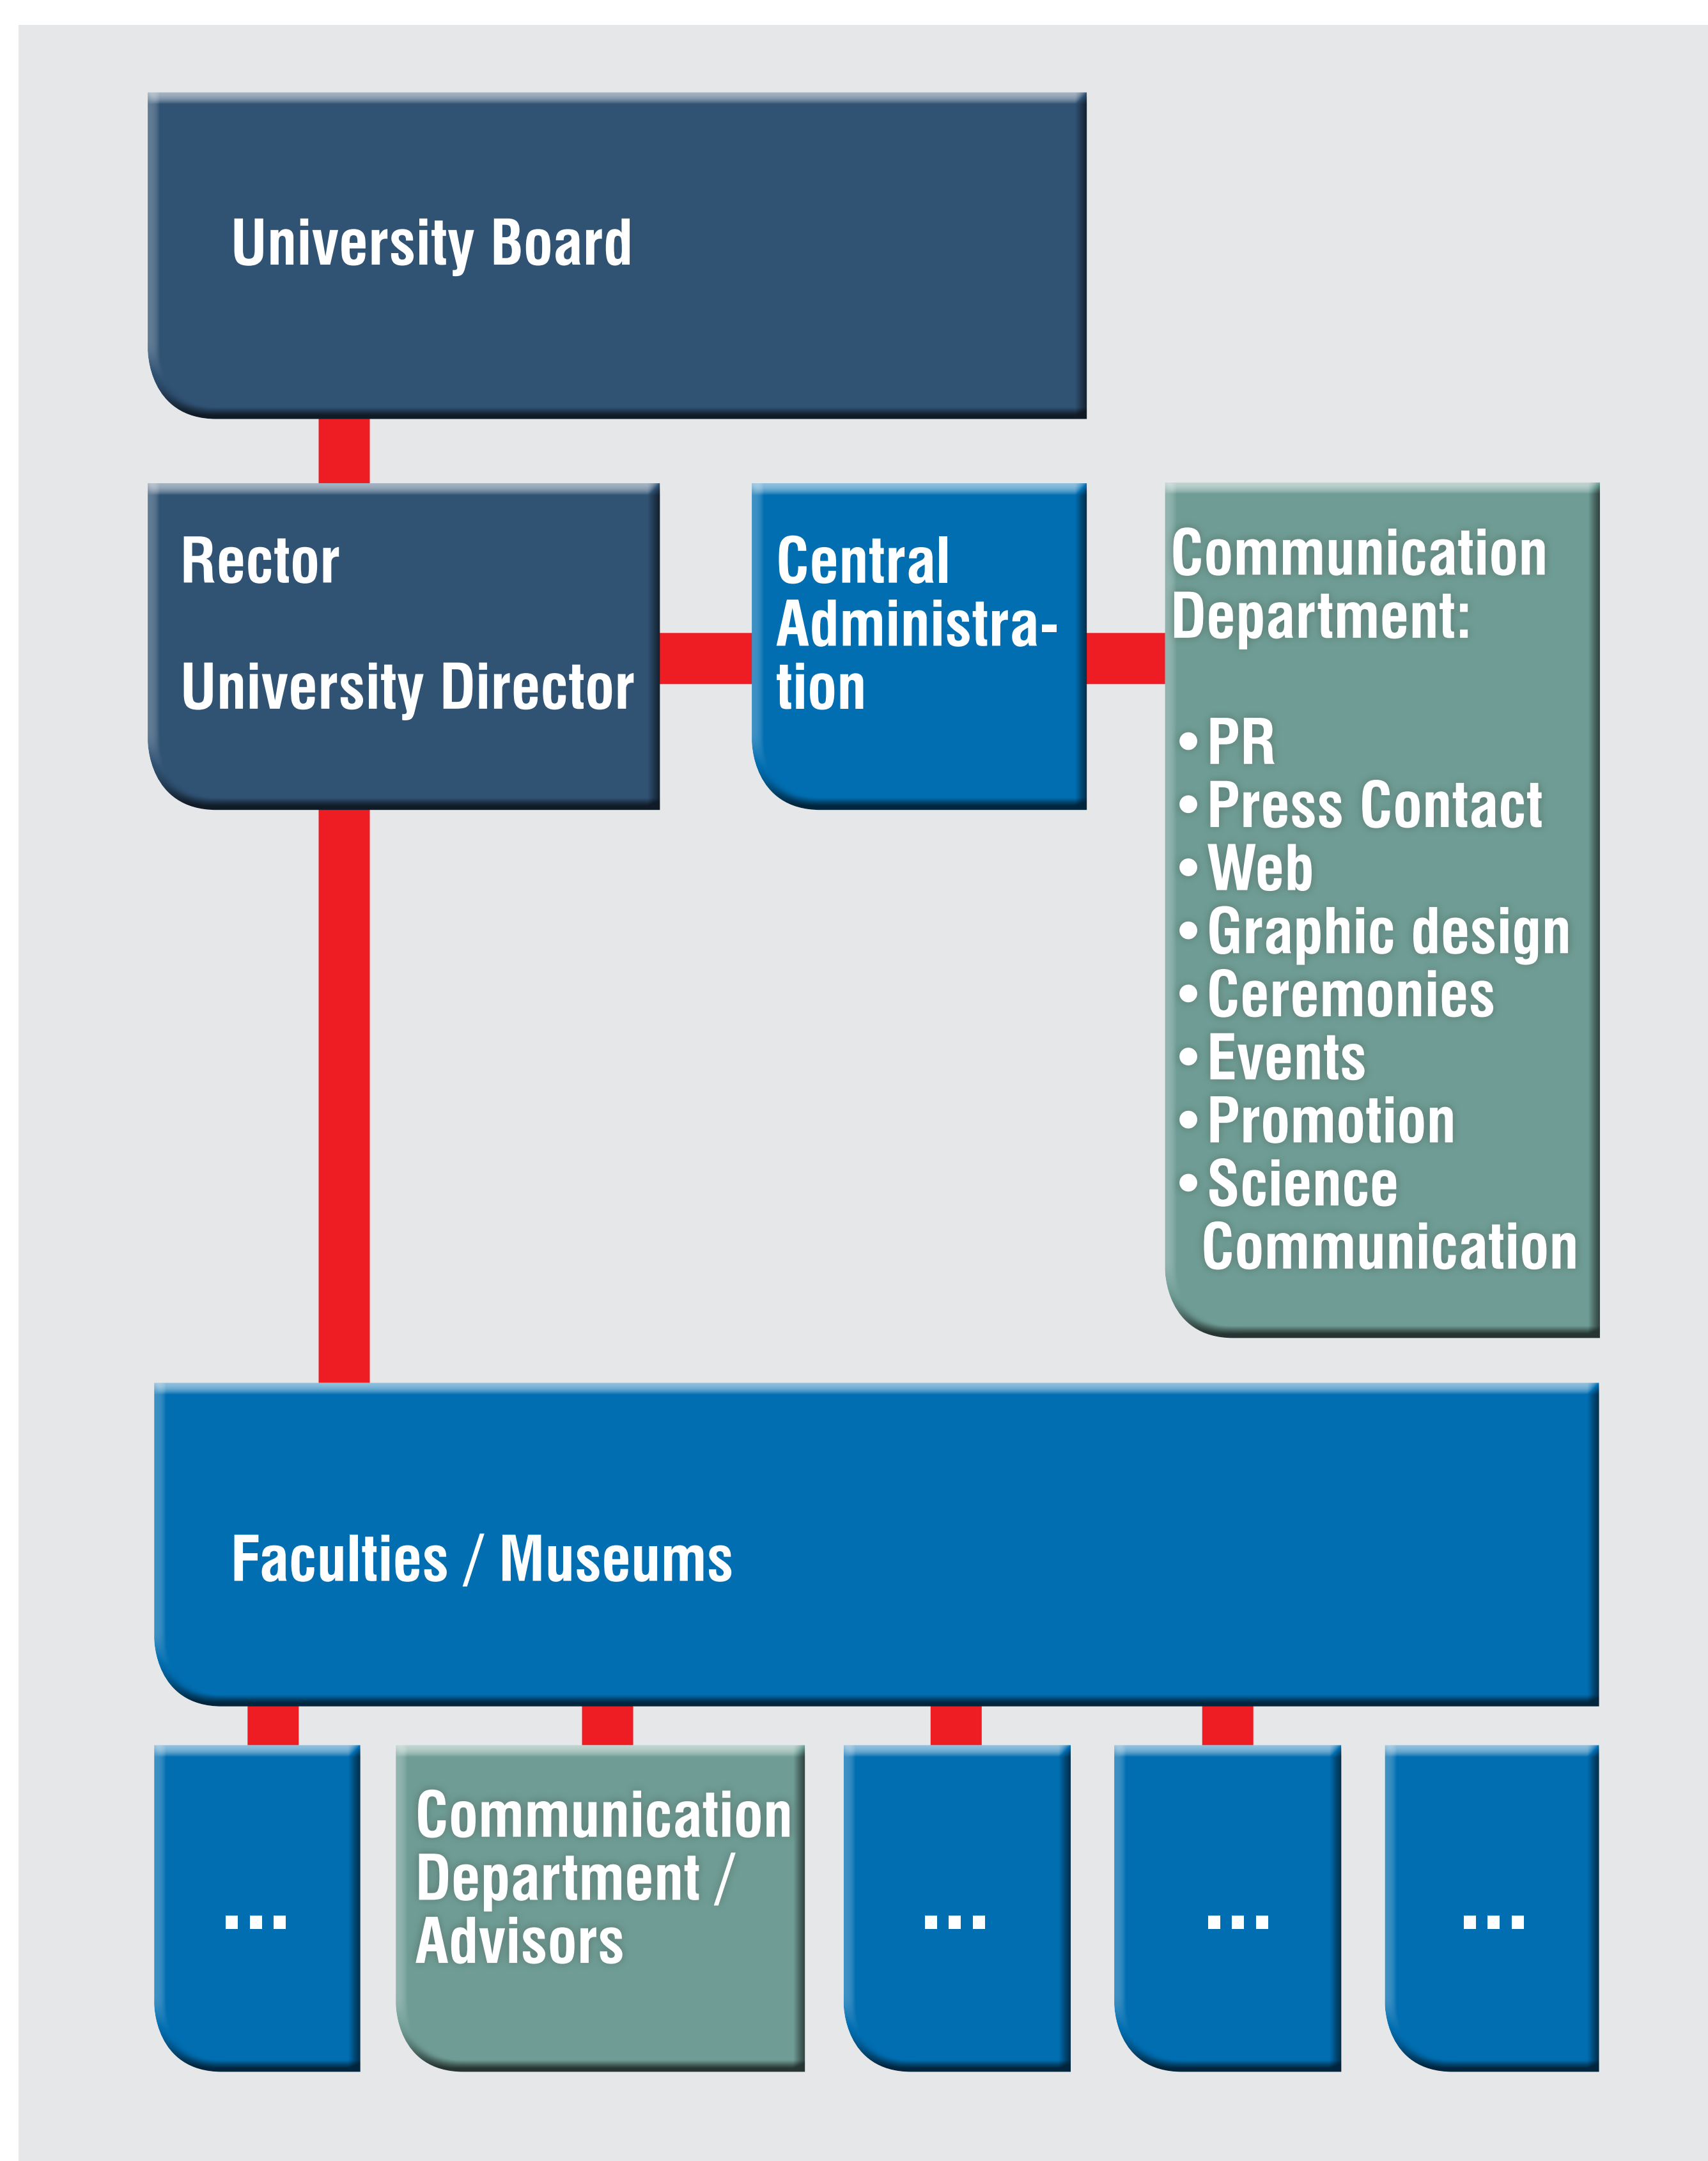 University Board
Rector
University Director
Central
Administra-
tion
Communication
Department:
• PR
• Press Contact
• Web
• Graphic design
• Ceremonies
• Events
• Promotion
• Science
Communication
Faculties / Museums
...
Communication
Department /
Advisors
...
...
...